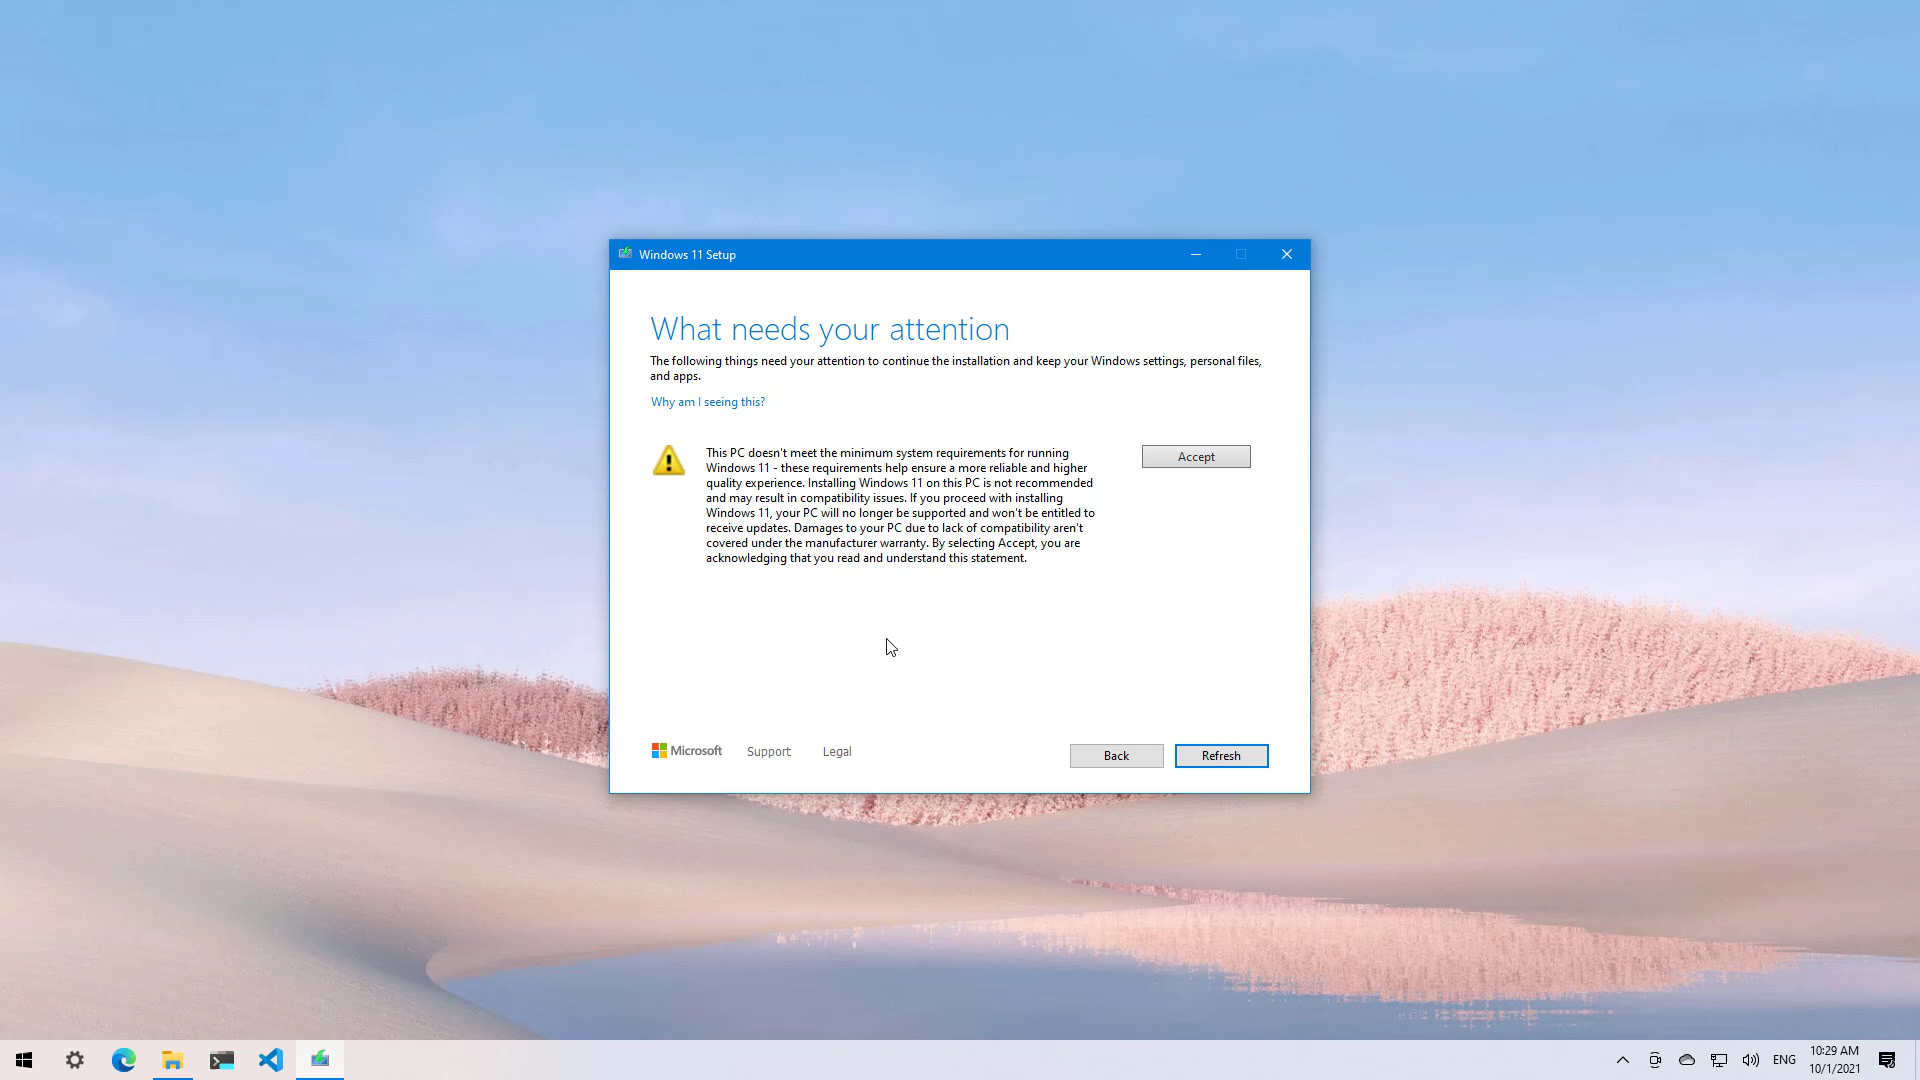 Windows 11 Setup
What needs your attention
The following things need your attention to continue the installation and keep your Windows settings, personal files,
and apps.
Why am I seeing this?
This PC doesn't meet the minimum system requirements for running
Windows 11 - these requirements help ensure a more reliable and higher
quality experience. Installing Windows 11 on this PC is not recommended
and may result in compatibility issues. If you proceed with installing
Windows 11, your PC will no longer be supported and won't be entitled to
receive updates. Damages to your PC due to lack of compatibility aren't
covered under the manufacturer warranty. By selecting Accept, you are
acknowledging that you read and understand this statement.
Accept
Microsoft Support Legal
Back Refresh
ENG
10:29 AM
10/1/2021